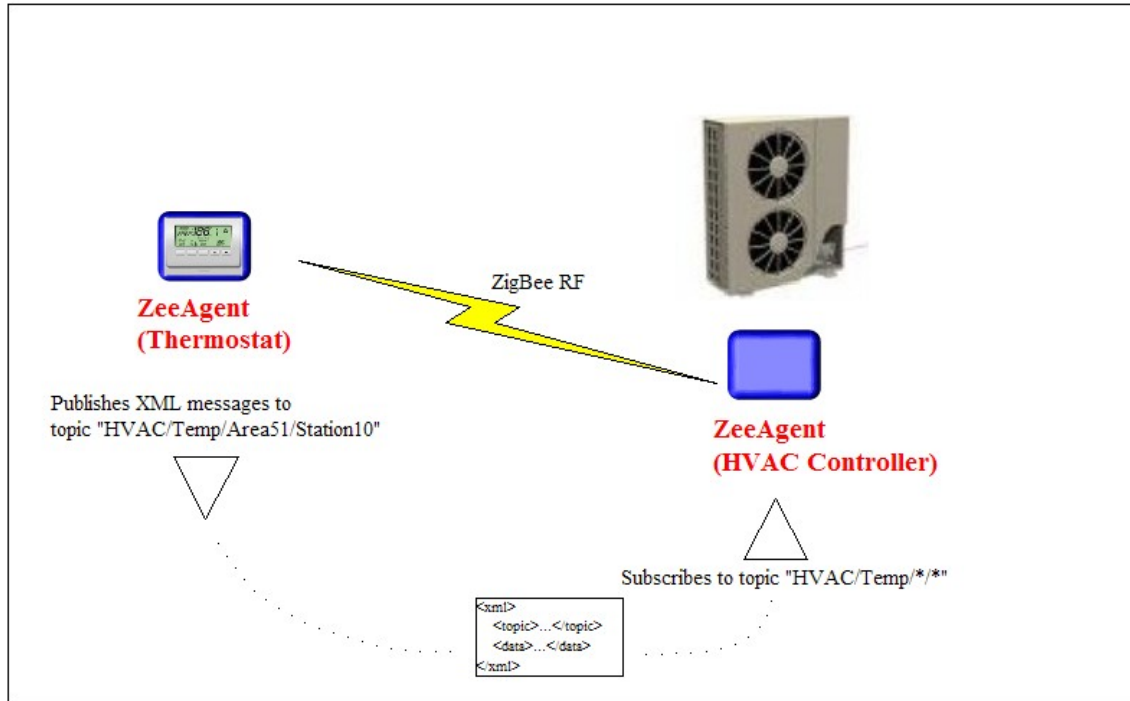 ZigBee RF
ZeeAgent
(Thermostat)
Publishes XML messages to
topic "HVAC/Temp/Area51/Station10"
ZeeAgent
(HVAC Controller)
Subscribes to topic "HVAC/Temp/*/*"
<xml>
<topic>...</topic>
<data>...</data>
</xml>